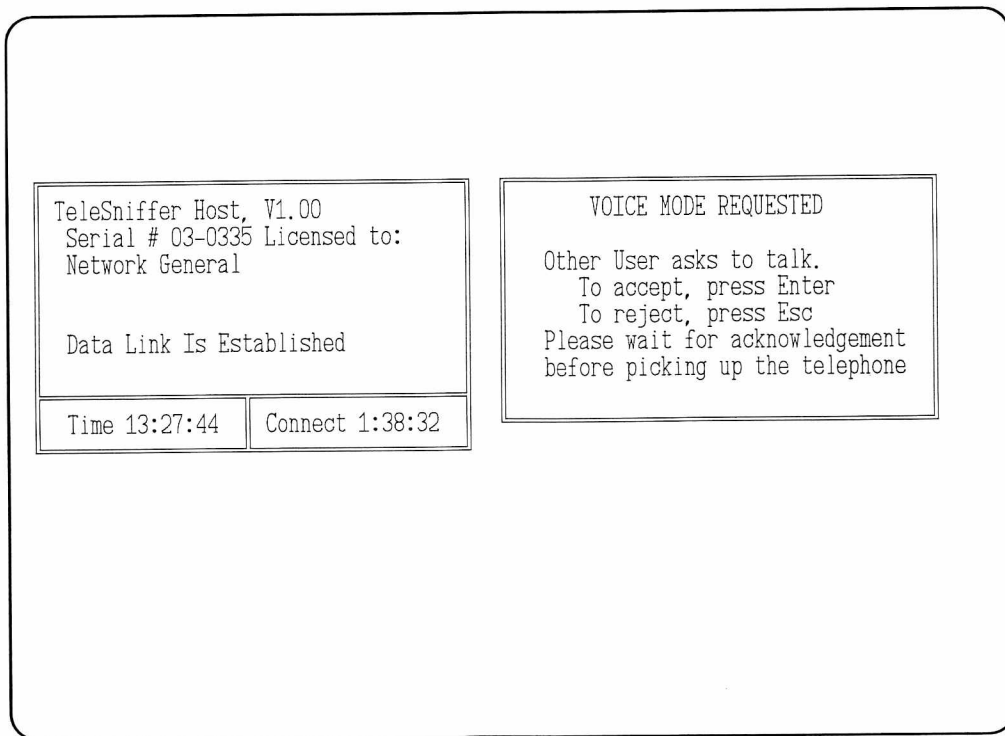 TeleSniffer Host, V1.00
Serial # 03-0335 Licensed to:
Network General
Data Link Is Established
Time 13:27:44
Connect 1:38:32
VOICE MODE REQUESTED
Other User asks to talk.
To accept, press Enter
To reject, press Esc
Please wait for acknowledgement
before picking up the telephone